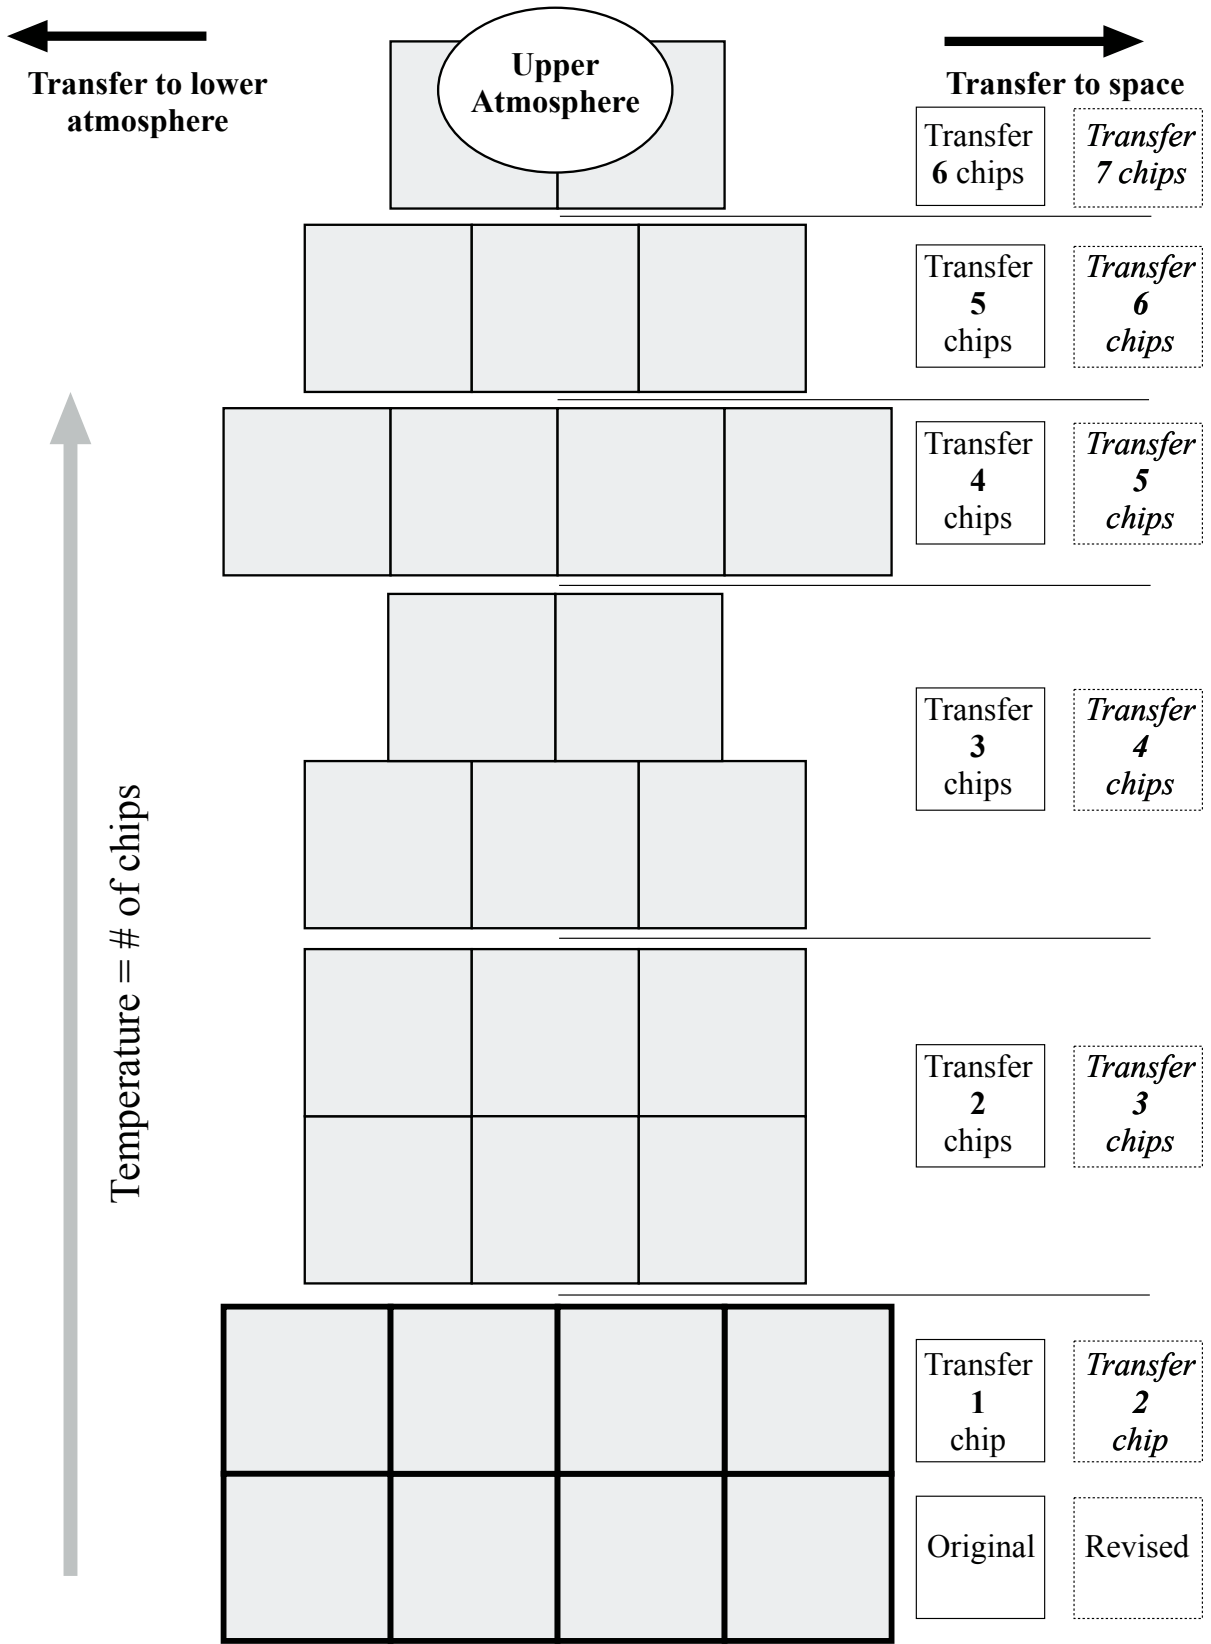 Transfer to lower
atmosphere
Upper
Atmosphere
Transfer to space
Transfer
6 chips
Transfer
7 chips
Transfer
5
chips
Transfer
6
chips
Transfer
4
chips
Transfer
5
chips
Transfer
3
chips
Transfer
4
chips
Temperature = # of chips
Transfer
2
chips
Transfer
3
chips
Transfer
1
chip
Transfer
2
chip
Original
Revised